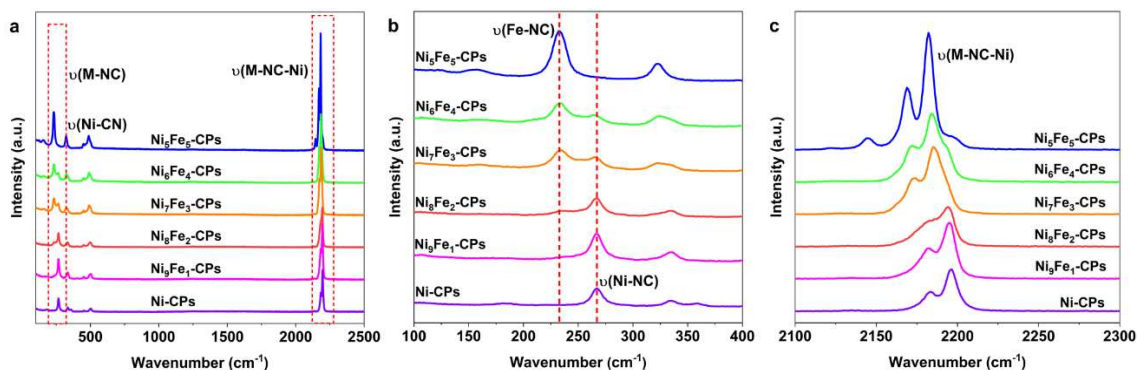 a
υ(M-NC)
υ(Ni-CN)
υ(M-NC-Ni)
Ni₅Fe₅-CPs
Ni₆Fe₄-CPs
Ni₇Fe₃-CPs
Ni₈Fe₂-CPs
Ni₉Fe₁-CPs
Ni-CPs
Intensity (a.u.)
500 1000 1500 2000 2500
Wavenumber (cm⁻¹)
b
υ(Fe-NC)
Ni₅Fe₅-CPs
Ni₆Fe₄-CPs
Ni₇Fe₃-CPs
Ni₈Fe₂-CPs
Ni₉Fe₁-CPs
υ(Ni-NC)
Ni-CPs
Intensity (a.u.)
100 150 200 250 300 350 400
Wavenumber (cm⁻¹)
c
υ(M-NC-Ni)
Ni₅Fe₅-CPs
Ni₆Fe₄-CPs
Ni₇Fe₃-CPs
Ni₈Fe₂-CPs
Ni₉Fe₁-CPs
Ni-CPs
Intensity (a.u.)
2100 2150 2200 2250 2300
Wavenumber (cm⁻¹)